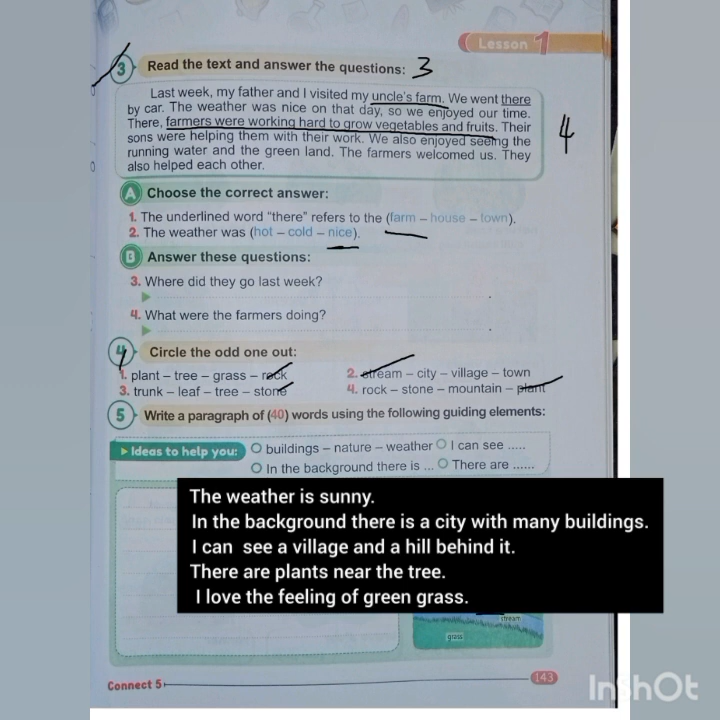 Lesson 1
3 Read the text and answer the questions: 3
Last week, my father and I visited my uncle's farm. We went there
by car. The weather was nice on that day, so we enjoyed our time.
There, farmers were working hard to grow vegetables and fruits. Their
sons were helping them with their work. We also enjoyed seeing the
running water and the green land. The farmers welcomed us. They
also helped each other.
4
A Choose the correct answer:
1. The underlined word "there" refers to the (farm – house – town).
2. The weather was (hot – cold – nice).
B Answer these questions:
3. Where did they go last week?
4. What were the farmers doing?
4 Circle the odd one out:
1. plant – tree – grass – rock
2. stream – city – village – town
3. trunk – leaf – tree – stone
4. rock – stone – mountain – plant
5 Write a paragraph of (40) words using the following guiding elements:
Ideas to help you:
buildings – nature – weather
I can see .....
In the background there is ...
There are ......
The weather is sunny.
In the background there is a city with many buildings.
I can see a village and a hill behind it.
There are plants near the tree.
I love the feeling of green grass.
stream
grass
Connect 5
143
InShOt